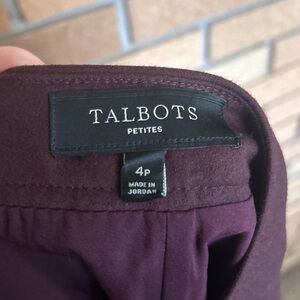 TALBOTS
PETITES
4P
MADE IN
JORDAN